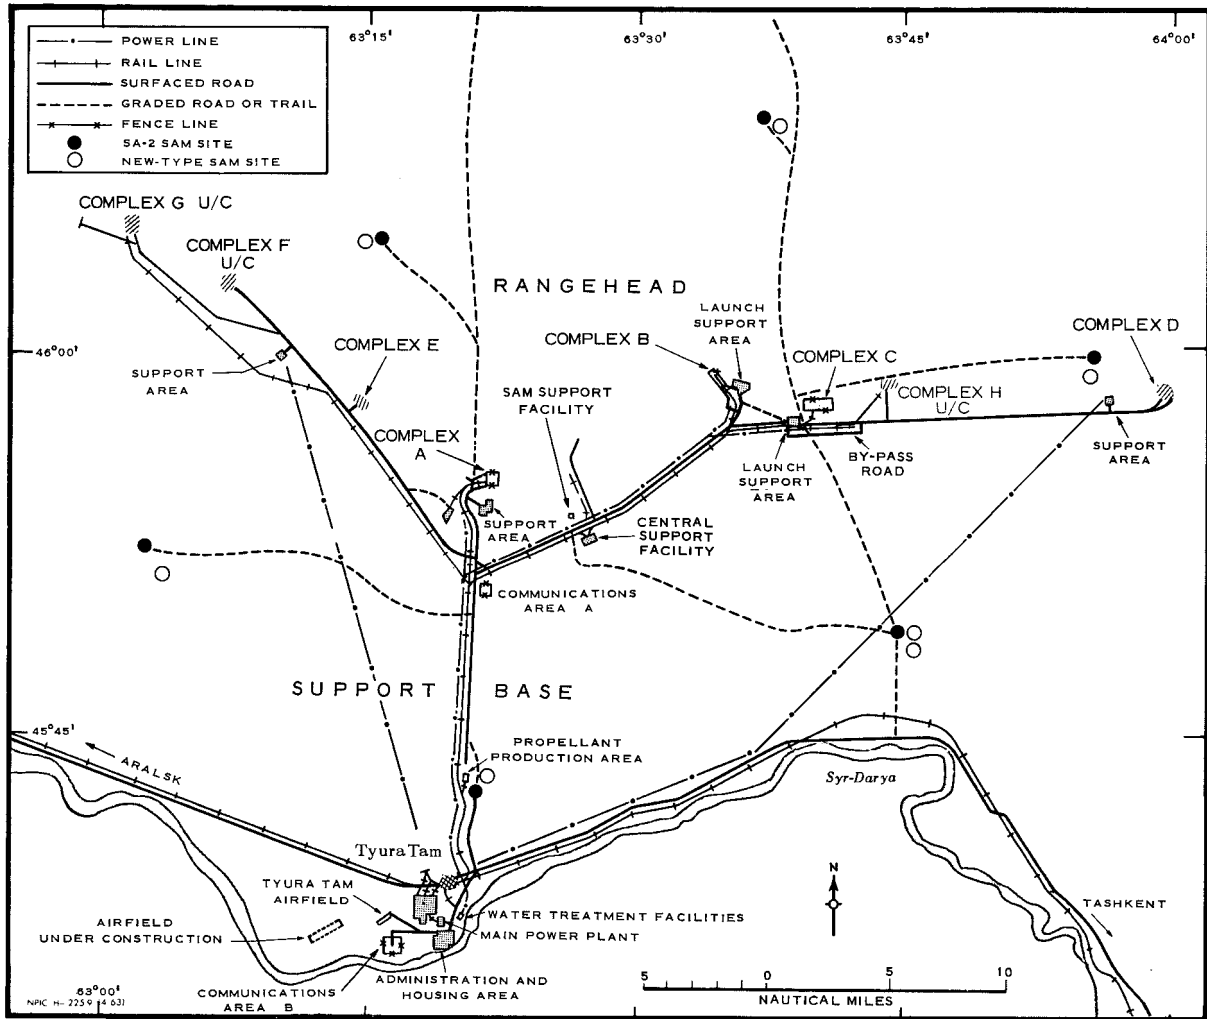 63°15'
63°30'
63°45'
64°00'
POWER LINE
RAIL LINE
SURFACED ROAD
GRADED ROAD OR TRAIL
FENCE LINE
SA-2 SAM SITE
NEW-TYPE SAM SITE
COMPLEX G U/C
COMPLEX F
U/C
RANGEHEAD
LAUNCH
SUPPORT
AREA
COMPLEX B
COMPLEX D
46°00'
COMPLEX E
COMPLEX C
SUPPORT
AREA
SAM SUPPORT
FACILITY
COMPLEX H
U/C
COMPLEX
A
LAUNCH
SUPPORT
AREA
BY-PASS
ROAD
SUPPORT
AREA
SUPPORT
AREA
CENTRAL
SUPPORT
FACILITY
COMMUNICATIONS
AREA A
SUPPORT BASE
45°45'
PROPELLANT
PRODUCTION AREA
ARALSK
Syr-Darya
Tyura Tam
TYURA TAM
AIRFIELD
N
AIRFIELD
UNDER CONSTRUCTION
WATER TREATMENT FACILITIES
MAIN POWER PLANT
TASHKENT
ADMINISTRATION AND
HOUSING AREA
COMMUNICATIONS
AREA B
63°00'
NPIC H-2259 (4 63)
5 0 5 10
NAUTICAL MILES